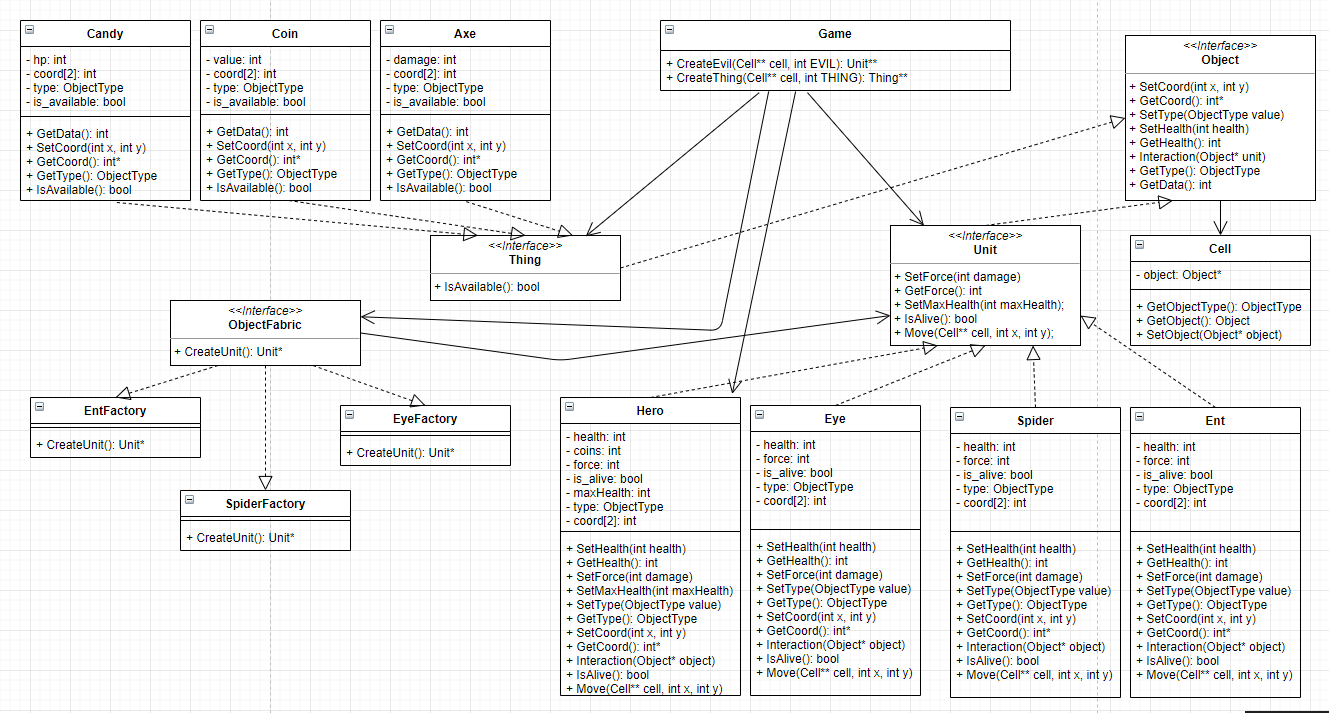 Candy
- hp: int
- coord[2]: int
- type: ObjectType
- is_available: bool
+ GetData(): int
+ SetCoord(int x, int y)
+ GetCoord(): int*
+ GetType(): ObjectType
+ IsAvailable(): bool
Coin
- value: int
- coord[2]: int
- type: ObjectType
- is_available: bool
+ GetData(): int
+ SetCoord(int x, int y)
+ GetCoord(): int*
+ GetType(): ObjectType
+ IsAvailable(): bool
Axe
- damage: int
- coord[2]: int
- type: ObjectType
- is_available: bool
+ GetData(): int
+ SetCoord(int x, int y)
+ GetCoord(): int*
+ GetType(): ObjectType
+ IsAvailable(): bool
Game
+ CreateEvil(Cell** cell, int EVIL): Unit**
+ CreateThing(Cell** cell, int THING): Thing**
<<Interface>>
Object
+ SetCoord(int x, int y)
+ GetCoord(): int*
+ SetType(ObjectType value)
+ SetHealth(int health)
+ GetHealth(): int
+ Interaction(Object* unit)
+ GetType(): ObjectType
+ GetData(): int
<<Interface>>
Thing
+ IsAvailable(): bool
<<Interface>>
Unit
+ SetForce(int damage)
+ GetForce(): int
+ SetMaxHealth(int maxHealth);
+ IsAlive(): bool
+ Move(Cell** cell, int x, int y);
Cell
- object: Object*
+ GetObjectType(): ObjectType
+ GetObject(): Object
+ SetObject(Object* object)
<<Interface>>
ObjectFabric
+ CreateUnit(): Unit*
EntFactory
+ CreateUnit(): Unit*
EyeFactory
+ CreateUnit(): Unit*
SpiderFactory
+ CreateUnit(): Unit*
Hero
- health: int
- coins: int
- force: int
- is_alive: bool
- maxHealth: int
- type: ObjectType
- coord[2]: int
+ SetHealth(int health)
+ GetHealth(): int
+ SetForce(int damage)
+ SetMaxHealth(int maxHealth)
+ SetType(ObjectType value)
+ GetType(): ObjectType
+ SetCoord(int x, int y)
+ GetCoord(): int*
+ Interaction(Object* object)
+ IsAlive(): bool
+ Move(Cell** cell, int x, int y)
Eye
- health: int
- force: int
- is_alive: bool
- type: ObjectType
- coord[2]: int
+ SetHealth(int health)
+ GetHealth(): int
+ SetForce(int damage)
+ SetType(ObjectType value)
+ GetType(): ObjectType
+ SetCoord(int x, int y)
+ GetCoord(): int*
+ Interaction(Object* object)
+ IsAlive(): bool
+ Move(Cell** cell, int x, int y)
Spider
- health: int
- force: int
- is_alive: bool
- type: ObjectType
- coord[2]: int
+ SetHealth(int health)
+ GetHealth(): int
+ SetForce(int damage)
+ SetType(ObjectType value)
+ GetType(): ObjectType
+ SetCoord(int x, int y)
+ GetCoord(): int*
+ Interaction(Object* object)
+ IsAlive(): bool
+ Move(Cell** cell, int x, int y)
Ent
- health: int
- force: int
- is_alive: bool
- type: ObjectType
- coord[2]: int
+ SetHealth(int health)
+ GetHealth(): int
+ SetForce(int damage)
+ SetType(ObjectType value)
+ GetType(): ObjectType
+ SetCoord(int x, int y)
+ GetCoord(): int*
+ Interaction(Object* object)
+ IsAlive(): bool
+ Move(Cell** cell, int x, int y)